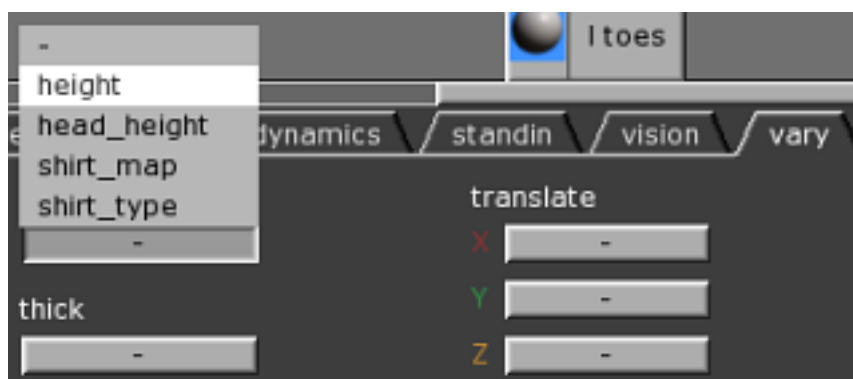 -
height
head_height
shirt_map
shirt_type
-
thick
-
l toes
dynamics
standin
vision
vary
translate
X -
Y -
Z -